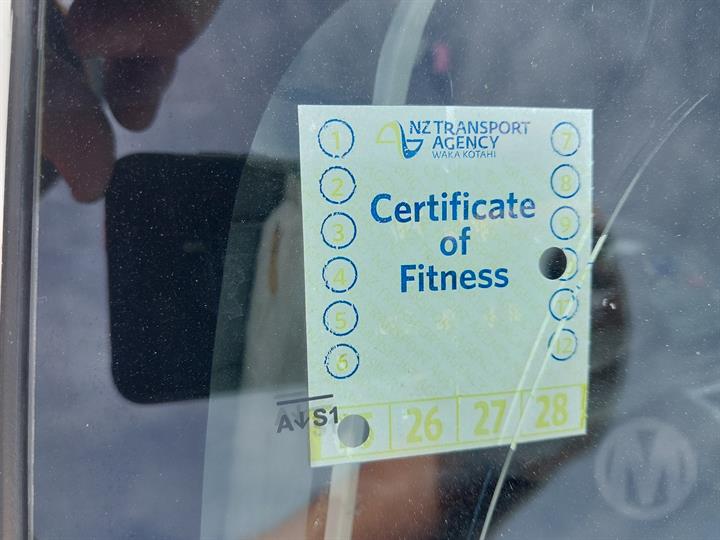 NZ TRANSPORT
AGENCY
WAKA KOTAHI
Certificate
of
Fitness
1
2
3
4
5
6
7
8
9
11
12
26 27 28
A↓S1